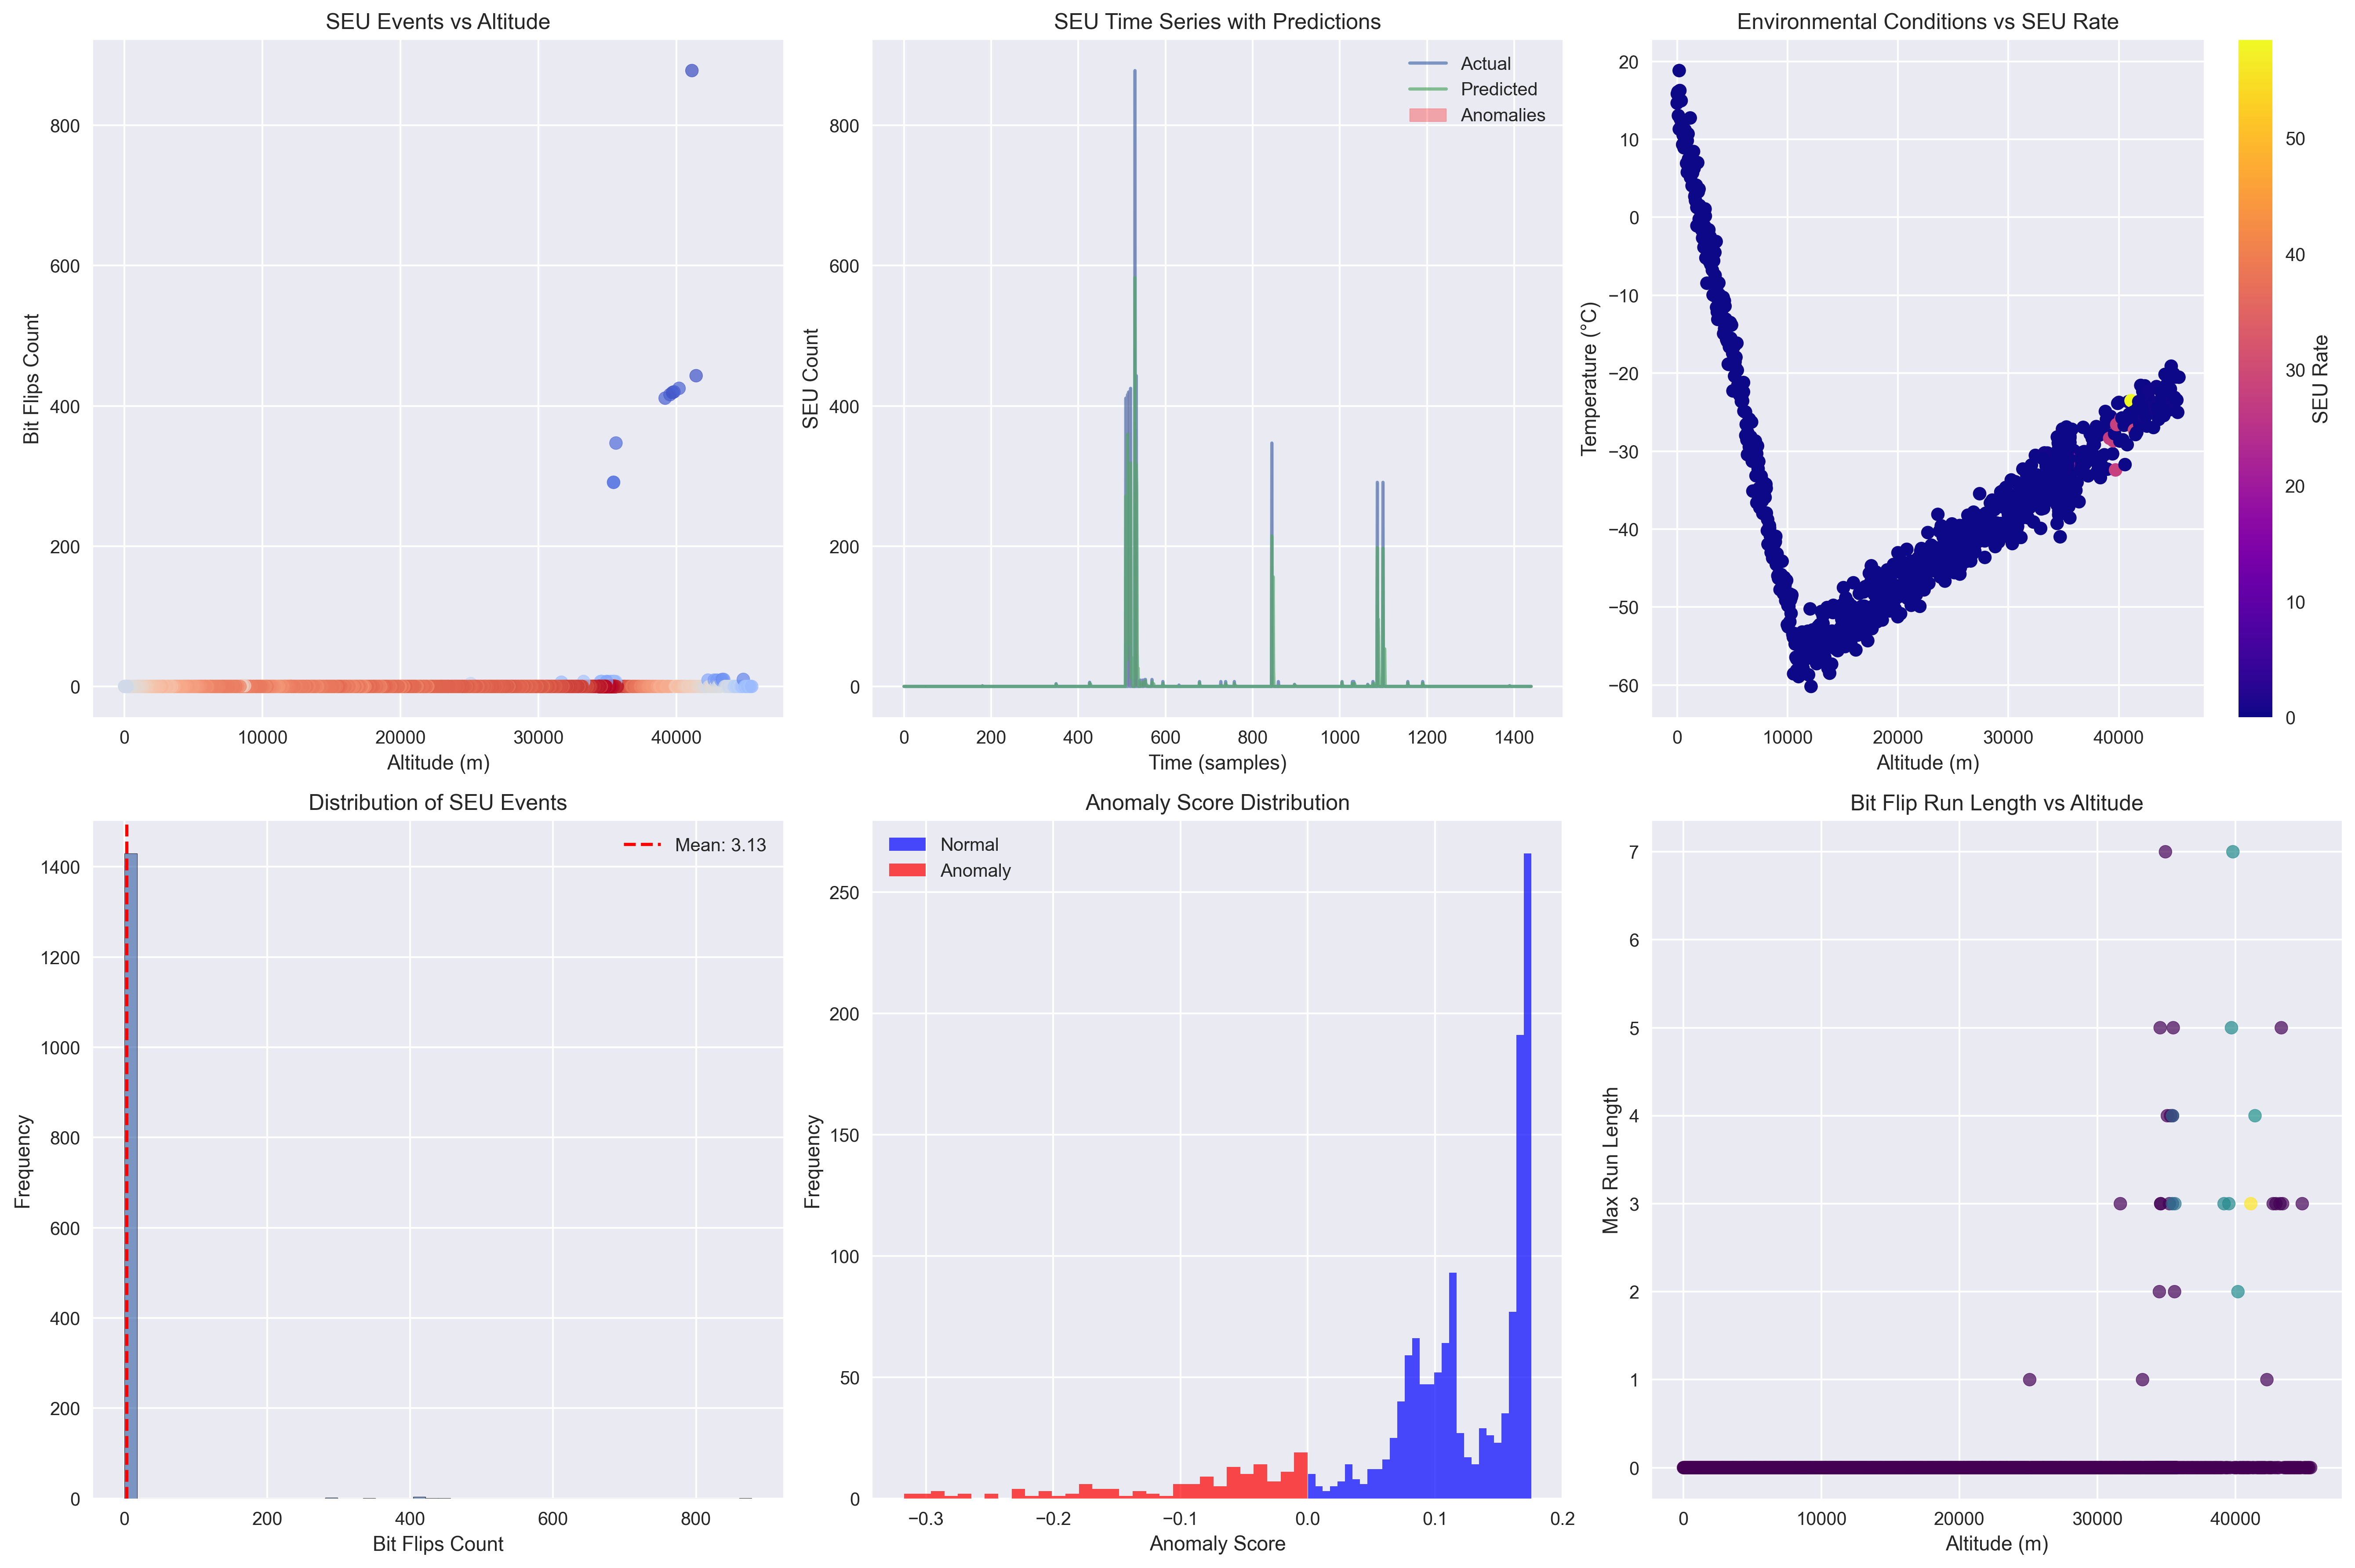 SEU Events vs Altitude
Bit Flips Count
800
600
400
200
0
0 10000 20000 30000 40000
Altitude (m)
SEU Time Series with Predictions
Actual
Predicted
Anomalies
SEU Count
800
600
400
200
0
0 200 400 600 800 1000 1200 1400
Time (samples)
Environmental Conditions vs SEU Rate
Temperature (°C)
20
10
0
−10
−20
−30
−40
−50
−60
0 10000 20000 30000 40000
Altitude (m)
50
40
30
20
10
0
SEU Rate
Distribution of SEU Events
Mean: 3.13
Frequency
1400
1200
1000
800
600
400
200
0
0 200 400 600 800
Bit Flips Count
Anomaly Score Distribution
Normal
Anomaly
Frequency
250
200
150
100
50
0
−0.3 −0.2 −0.1 0.0 0.1 0.2
Anomaly Score
Bit Flip Run Length vs Altitude
Max Run Length
7
6
5
4
3
2
1
0
0 10000 20000 30000 40000
Altitude (m)